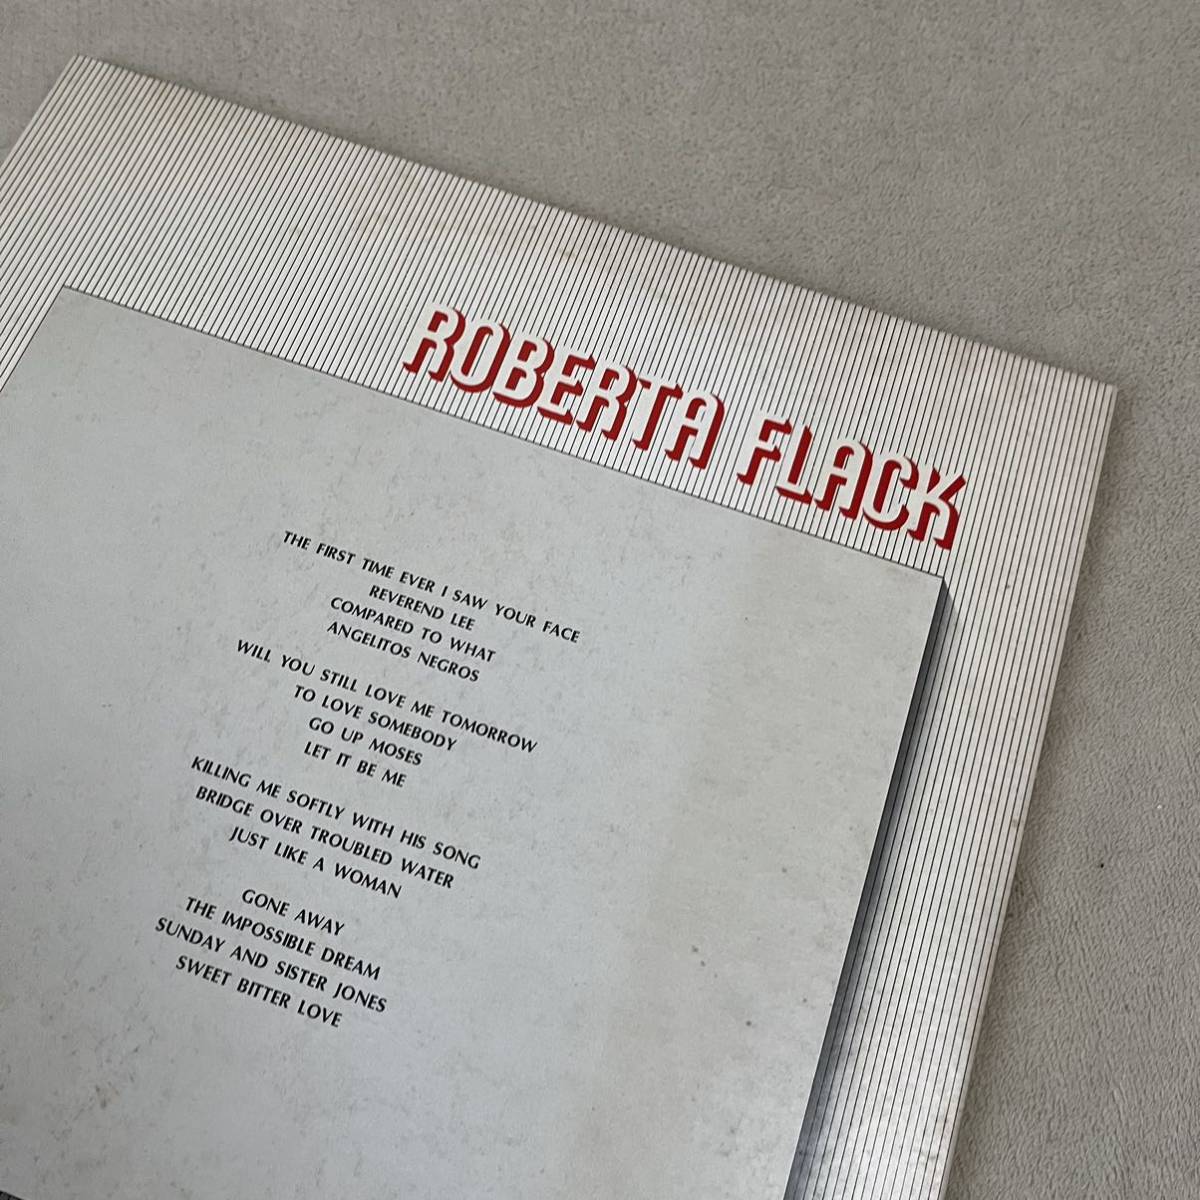 ROBERTA FLACK
THE FIRST TIME EVER I SAW YOUR FACE
REVEREND LEE
COMPARED TO WHAT
ANGELITOS NEGROS
WILL YOU STILL LOVE ME TOMORROW
TO LOVE SOMEBODY
GO UP MOSES
LET IT BE ME
KILLING ME SOFTLY WITH HIS SONG
BRIDGE OVER TROUBLED WATER
JUST LIKE A WOMAN
GONE AWAY
THE IMPOSSIBLE DREAM
SUNDAY AND SISTER JONES
SWEET BITTER LOVE